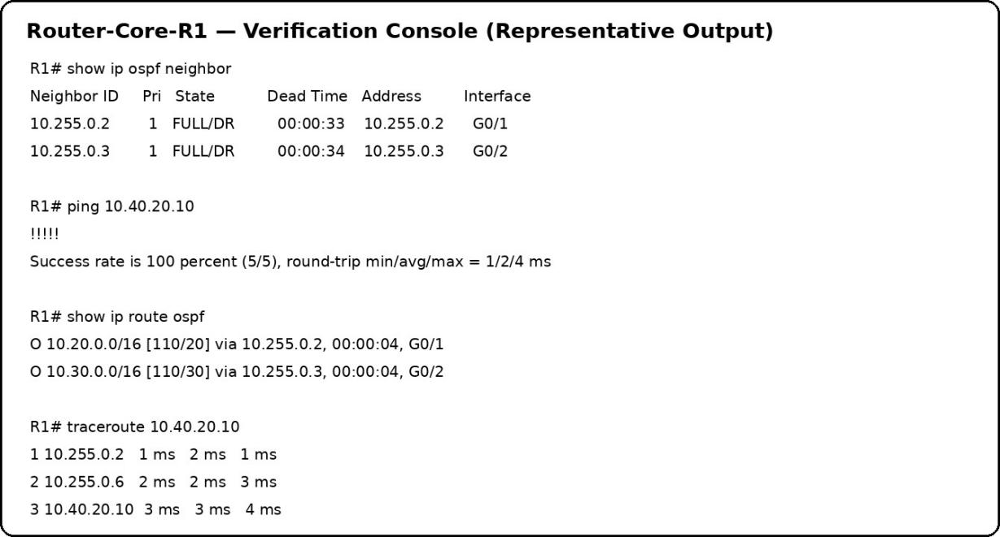 Router-Core-R1 — Verification Console (Representative Output)
R1# show ip ospf neighbor
Neighbor ID Pri State Dead Time Address Interface
10.255.0.2 1 FULL/DR 00:00:33 10.255.0.2 G0/1
10.255.0.3 1 FULL/DR 00:00:34 10.255.0.3 G0/2
R1# ping 10.40.20.10
!!!!!
Success rate is 100 percent (5/5), round-trip min/avg/max = 1/2/4 ms
R1# show ip route ospf
O 10.20.0.0/16 [110/20] via 10.255.0.2, 00:00:04, G0/1
O 10.30.0.0/16 [110/30] via 10.255.0.3, 00:00:04, G0/2
R1# traceroute 10.40.20.10
1 10.255.0.2 1 ms 2 ms 1 ms
2 10.255.0.6 2 ms 2 ms 3 ms
3 10.40.20.10 3 ms 3 ms 4 ms